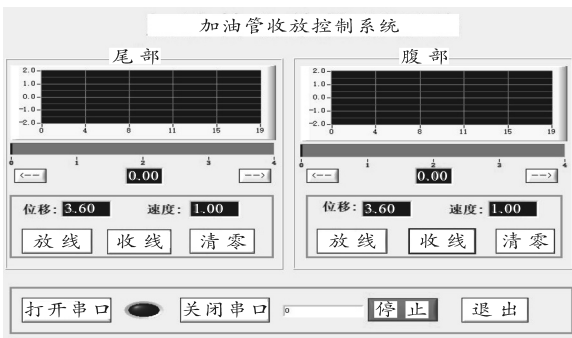 加油管收放控制系统
尾部
2.0
1.0
0.0
-1.0
-2.0
0 4 8 11 15 19
0 1 2 3 4
<-- 0.00 -->
位移: 3.60 速度: 1.00
放线 收线 清零
腹部
2.0
1.0
0.0
-1.0
-2.0
0 4 8 11 15 19
0 1 2 3 4
<-- 0.00 -->
位移: 3.60 速度: 1.00
放线 收线 清零
打开串口 关闭串口 0 停止 退出